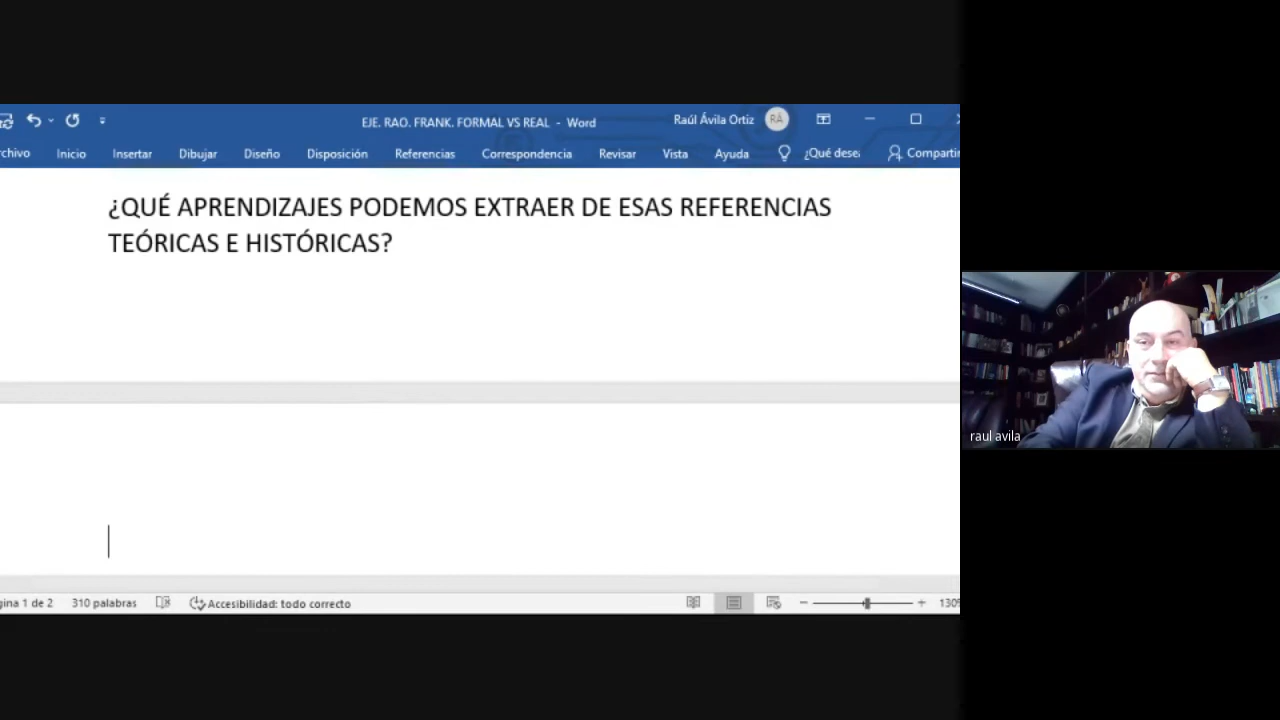 EJE. RAO. FRANK. FORMAL VS REAL - Word
Raúl Ávila Ortiz
RÁ
rchivo Inicio Insertar Dibujar Diseño Disposición Referencias Correspondencia Revisar Vista Ayuda ¿Qué dese Compartir
¿QUÉ APRENDIZAJES PODEMOS EXTRAER DE ESAS REFERENCIAS
TEÓRICAS E HISTÓRICAS?
raul avila
gina 1 de 2 310 palabras Accesibilidad: todo correcto 130%